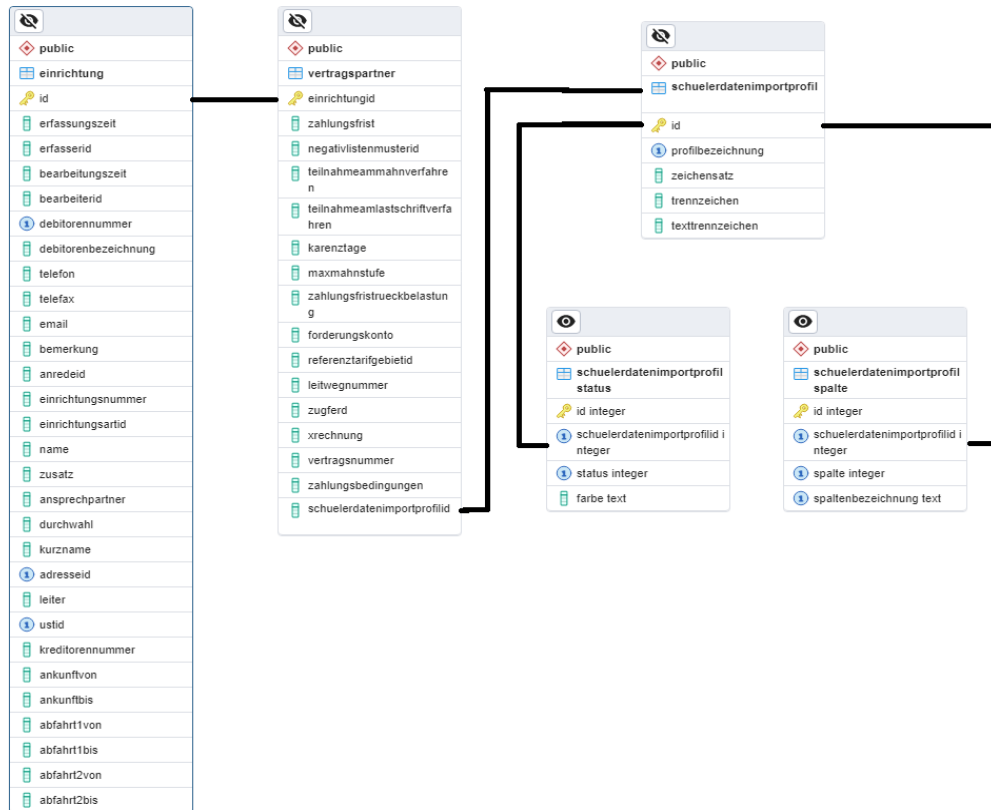 public
einrichtung
id
erfassungszeit
erfasserid
bearbeitungszeit
bearbeiterid
debitorennummer
debitorenbezeichnung
telefon
telefax
email
bemerkung
anredeid
einrichtungsnummer
einrichtungsartid
name
zusatz
ansprechpartner
durchwahl
kurzname
adresseid
leiter
ustid
kreditorennummer
ankunftvon
ankunftbis
abfahrt1von
abfahrt1bis
abfahrt2von
abfahrt2bis
public
vertragspartner
einrichtungid
zahlungsfrist
negativlistenmusterid
teilnahmeammahnverfahre
n
teilnahmeamlastschriftverfa
hren
karenztage
maxmahnstufe
zahlungsfristrueckbelastun
g
forderungskonto
referenztarifgebietid
leitwegnummer
zugferd
xrechnung
vertragsnummer
zahlungsbedingungen
schuelerdatenimportprofilid
public
schuelerdatenimportprofil
id
profilbezeichnung
zeichensatz
trennzeichen
texttrennzeichen
public
schuelerdatenimportprofil
status
id integer
schuelerdatenimportprofilid i
nteger
status integer
farbe text
public
schuelerdatenimportprofil
spalte
id integer
schuelerdatenimportprofilid i
nteger
spalte integer
spaltenbezeichnung text